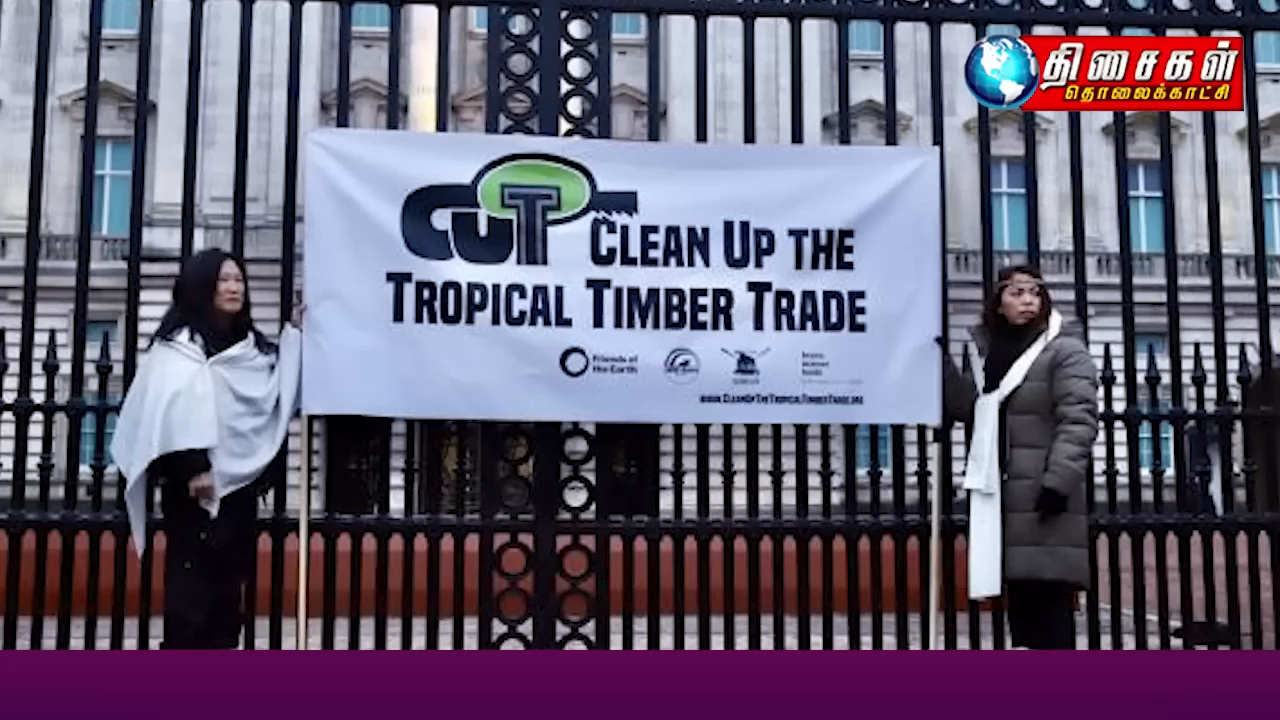 திசைகள்
தொலைக்காட்சி
CUT CLEAN UP THE
TROPICAL TIMBER TRADE
Friends of
the Earth
www.CleanUpTheTropicalTimberTrade.org